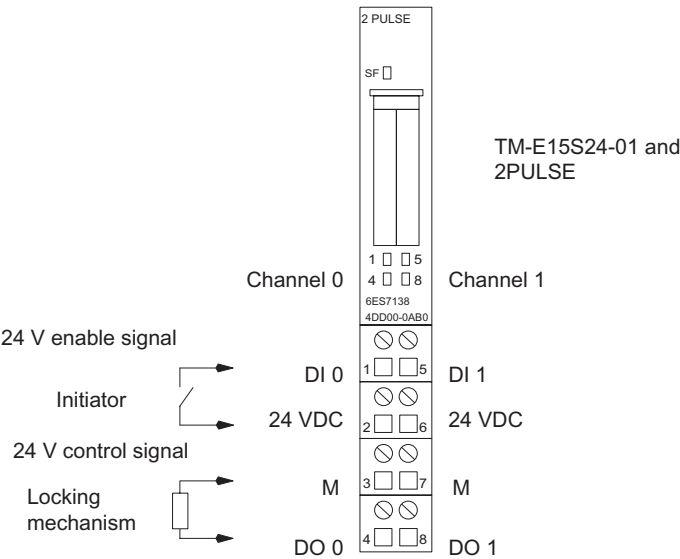 2 PULSE
SF
TM-E15S24-01 and
2PULSE
1 5
Channel 0 4 8 Channel 1
6ES7138
4DD00-0AB0
24 V enable signal
DI 0 1 5 DI 1
Initiator
24 VDC 2 6 24 VDC
24 V control signal
M 3 7 M
Locking
mechanism
DO 0 4 8 DO 1